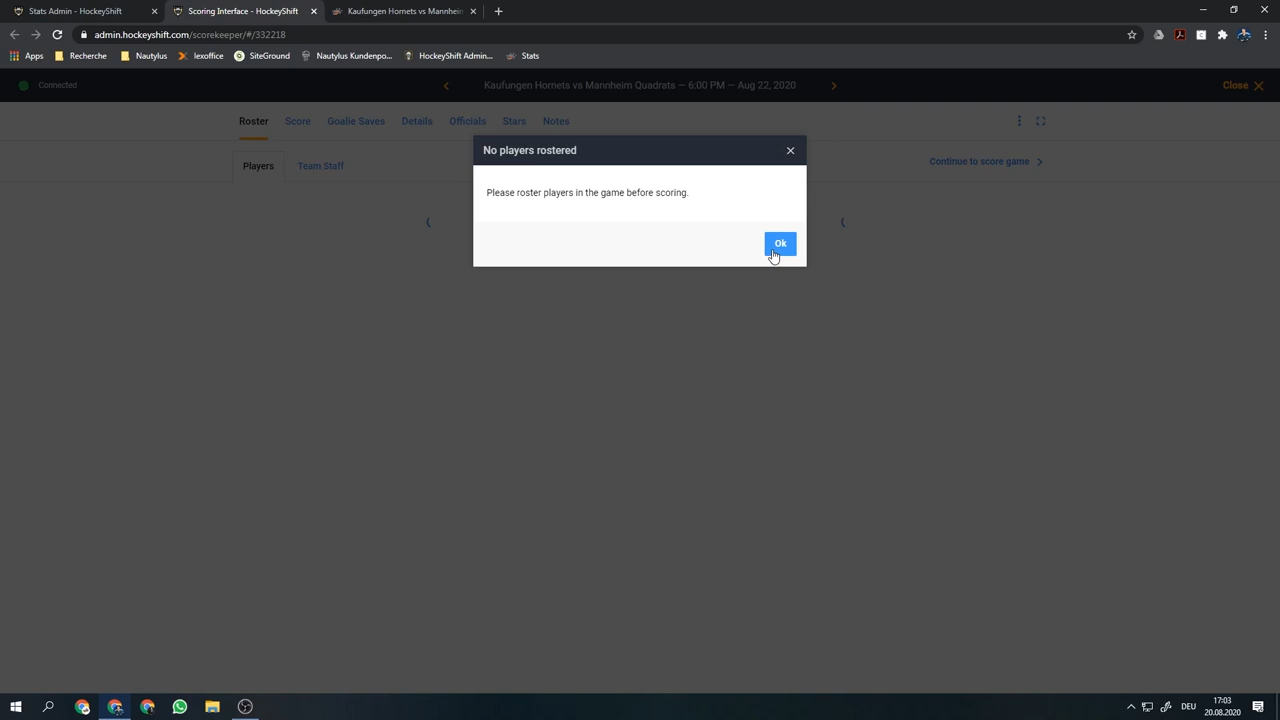 Stats Admin - HockeyShift
Scoring Interface - HockeyShift
Kaufungen Hornets vs Mannheim
admin.hockeyshift.com/scorekeeper/#/332218
Apps
Recherche
Nautylus
lexoffice
SiteGround
Nautylus Kundenpo...
HockeyShift Admin...
Stats
Connected
Kaufungen Hornets vs Mannheim Quadrats — 6:00 PM — Aug 22, 2020
Close
Roster
Score
Goalie Saves
Details
Officials
Stars
Notes
No players rostered
Players
Team Staff
Continue to score game
Please roster players in the game before scoring.
Ok
DEU
17:03
20.08.2020